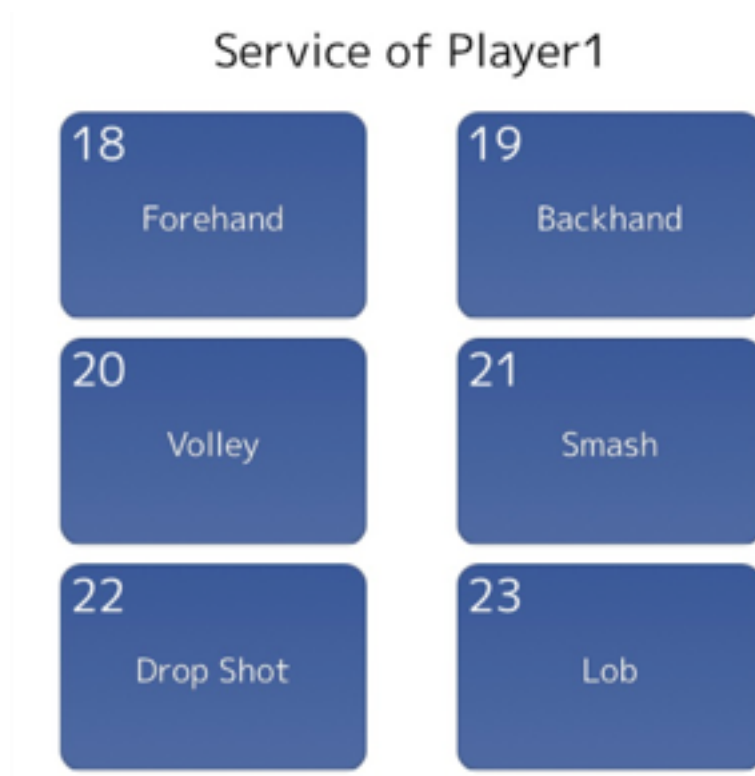 Service of Player1
18
Forehand
19
Backhand
20
Volley
21
Smash
22
Drop Shot
23
Lob